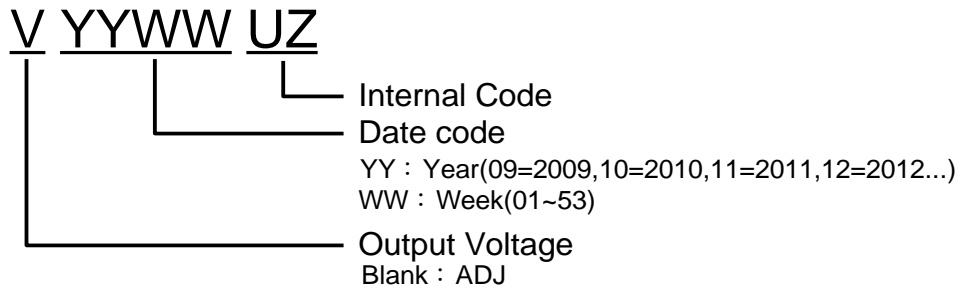 V YYWW UZ
Internal Code
Date code
YY：Year(09=2009,10=2010,11=2011,12=2012...)
WW：Week(01~53)
Output Voltage
Blank：ADJ